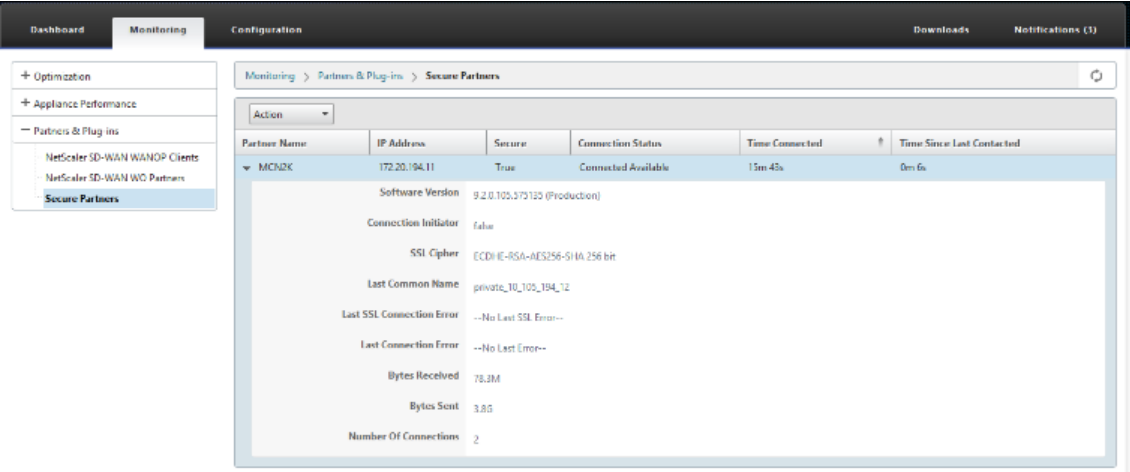 Dashboard Monitoring Configuration Downloads Notifications (1)
+ Optimization
+ Appliance Performance
− Partners & Plug-ins
NetScaler SD-WAN WANOP Clients
NetScaler SD-WAN WO Partners
Secure Partners
Monitoring > Partners & Plug-ins > Secure Partners
Action
Partner Name IP Address Secure Connection Status Time Connected Time Since Last Contacted
MCN2K 172.20.194.11 True Connected Available 15m 43s 0m 6s
Software Version 9.2.0.105.575135 (Production)
Connection Initiator false
SSL Cipher ECDHE-RSA-AES256-SHA 256 bit
Last Common Name private_10_105_194_12
Last SSL Connection Error --No Last SSL Error--
Last Connection Error --No Last Error--
Bytes Received 78.3M
Bytes Sent 3.8G
Number Of Connections 2